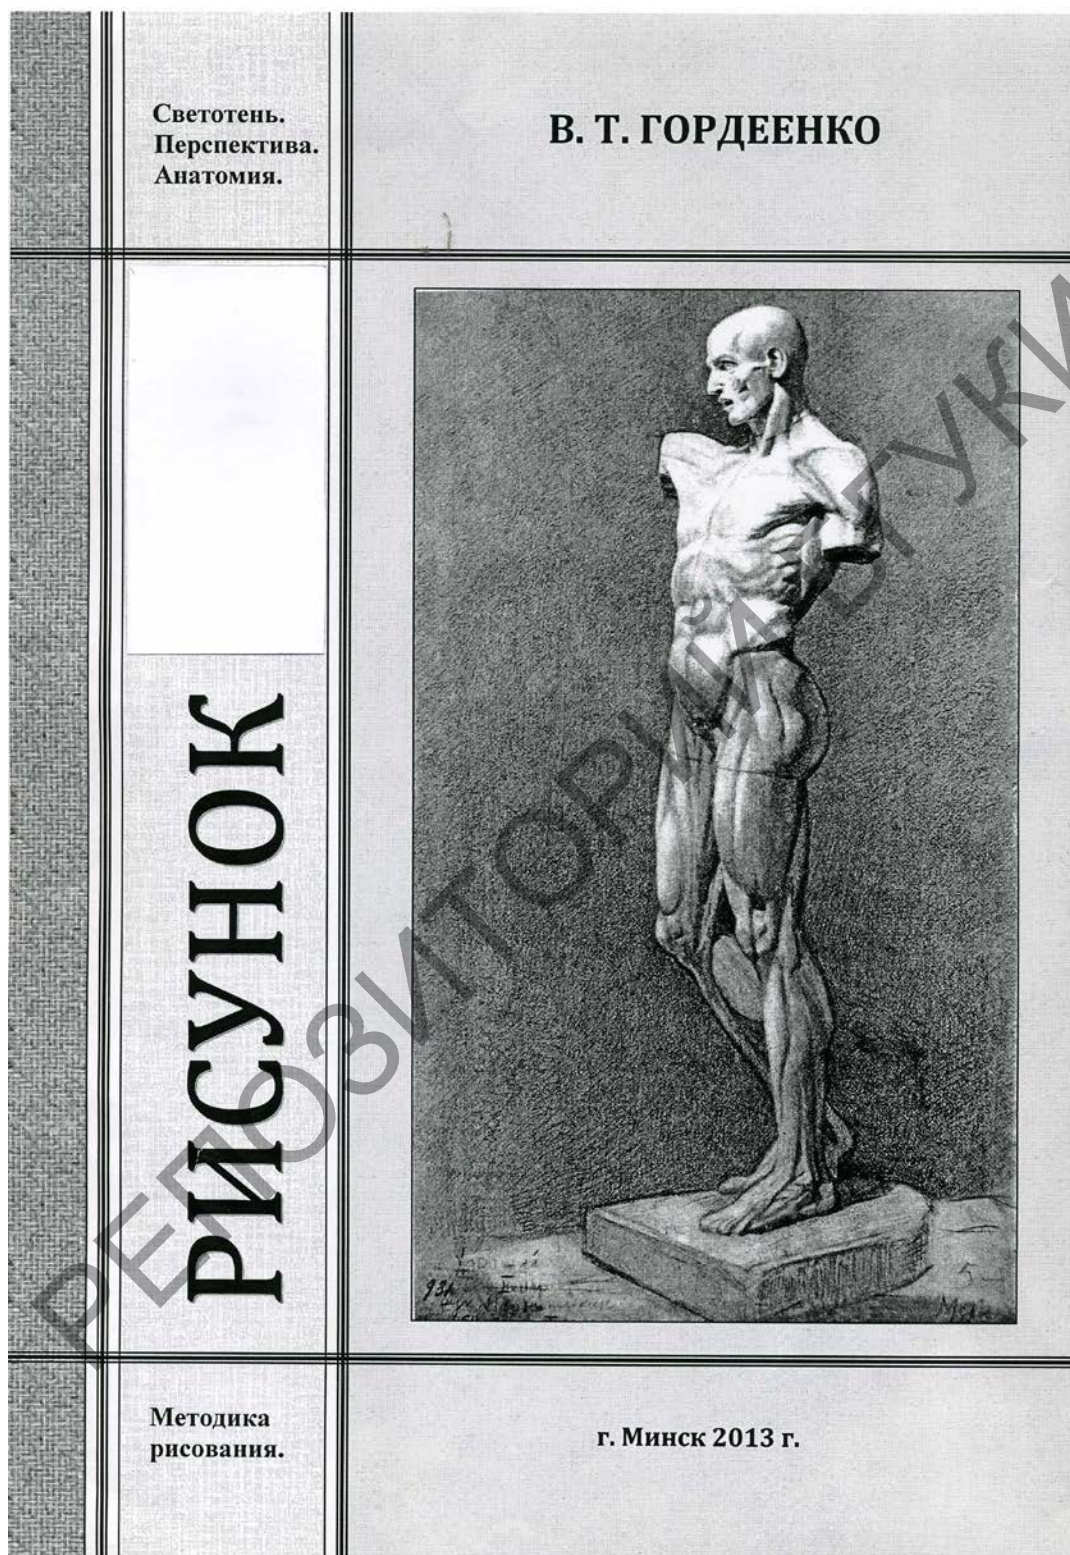 Светотень.
Перспектива.
Анатомия.
В. Т. ГОРДЕЕНКО
РИСУНОК
Методика
рисования.
г. Минск 2013 г.
РЕПОЗИТОРИЙ БГУКИ